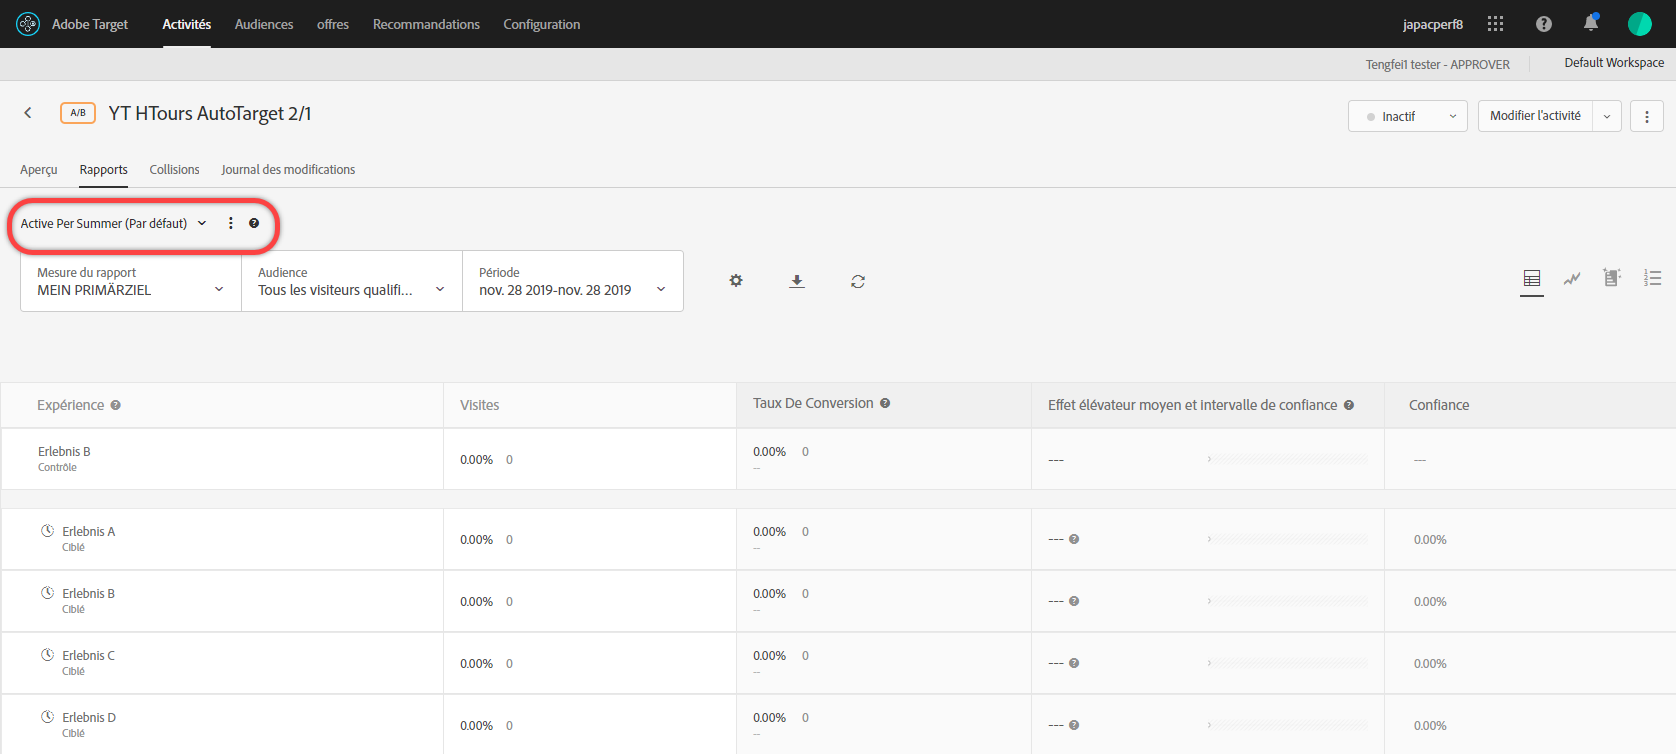 Adobe Target Activités Audiences offres Recommandations Configuration japacperf8
Tengfei1 tester - APPROVER Default Workspace
A/B YT HTours AutoTarget 2/1 Inactif Modifier l'activité
Aperçu Rapports Collisions Journal des modifications
Active Per Summer (Par défaut)
Mesure du rapport Audience Période
MEIN PRIMÄRZIEL Tous les visiteurs qualifi... nov. 28 2019-nov. 28 2019
Expérience Visites Taux De Conversion Effet élévateur moyen et intervalle de confiance Confiance
Erlebnis B 0.00% 0 0.00% 0 --- ---
Contrôle --
Erlebnis A 0.00% 0 0.00% 0 --- 0.00%
Ciblé --
Erlebnis B 0.00% 0 0.00% 0 --- 0.00%
Ciblé --
Erlebnis C 0.00% 0 0.00% 0 --- 0.00%
Ciblé --
Erlebnis D 0.00% 0 0.00% 0 --- 0.00%
Ciblé --